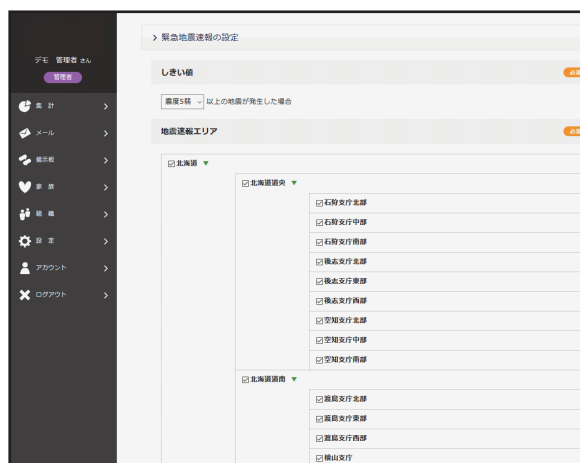 デモ 管理者 さん
管理者
集 計
メール
掲示板
家 族
組 織
設 定
アカウント
ログアウト
緊急地震速報の設定
しきい値
震度5弱 以上の地震が発生した場合
地震速報エリア
北海道
北海道道央
石狩支庁北部
石狩支庁中部
石狩支庁南部
後志支庁北部
後志支庁東部
後志支庁西部
空知支庁北部
空知支庁中部
空知支庁南部
北海道道南
渡島支庁北部
渡島支庁東部
渡島支庁西部
檜山支庁